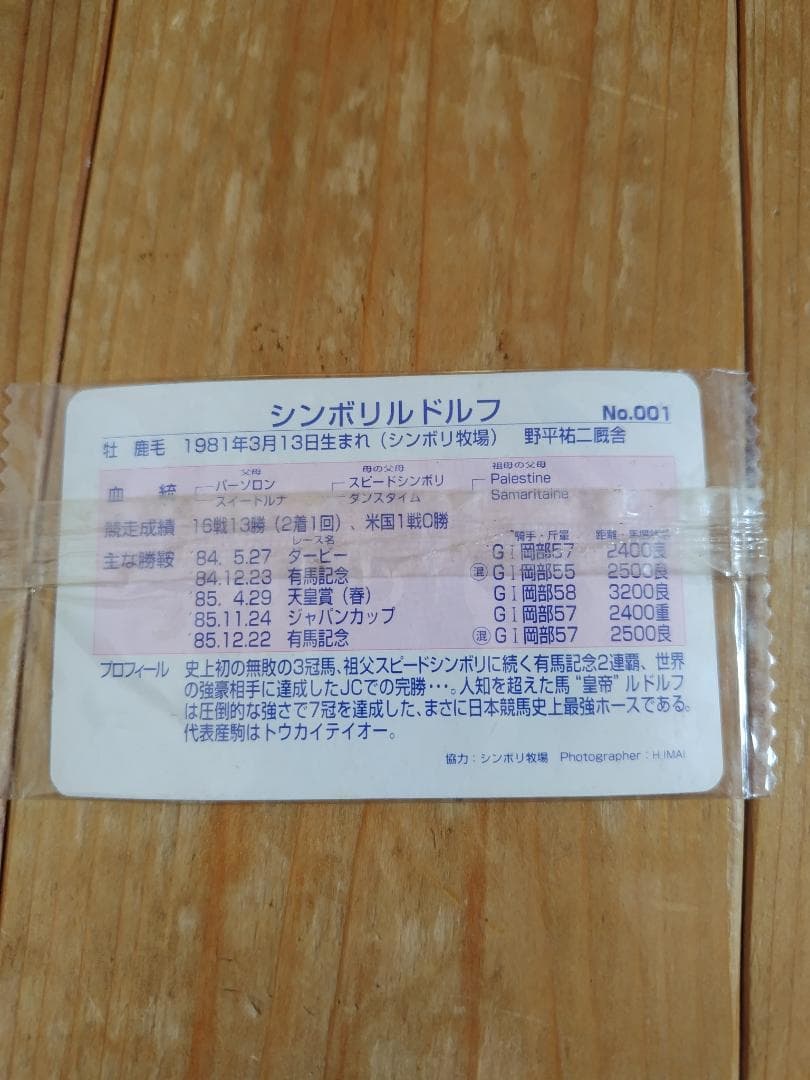 シンボリルドルフ No.001
牡 鹿毛 1981年3月13日生まれ（シンボリ牧場） 野平祐二厩舎
父母 母の父母 祖母の父母
血統 パーソロン スピードシンボリ Palestine
スイードルナ ダンスタイム Samaritaine
競走成績 16戦13勝（2着1回）、米国1戦0勝
レース名 騎手・斤量 距離・馬場状態
主な勝鞍 '84. 5.27 ダービー GⅠ岡部57 2400良
'84.12.23 有馬記念 混 GⅠ岡部55 2500良
'85. 4.29 天皇賞（春） GⅠ岡部58 3200良
'85.11.24 ジャパンカップ GⅠ岡部57 2400重
'85.12.22 有馬記念 混 GⅠ岡部57 2500良
プロフィール 史上初の無敗の3冠馬、祖父スピードシンボリに続く有馬記念2連覇、世界
の強豪相手に達成したJCでの完勝・・・。人知を超えた馬“皇帝”ルドルフ
は圧倒的な強さで7冠を達成した、まさに日本競馬史上最強ホースである。
代表産駒はトウカイテイオー。
協力：シンボリ牧場 Photographer：H.IMAI